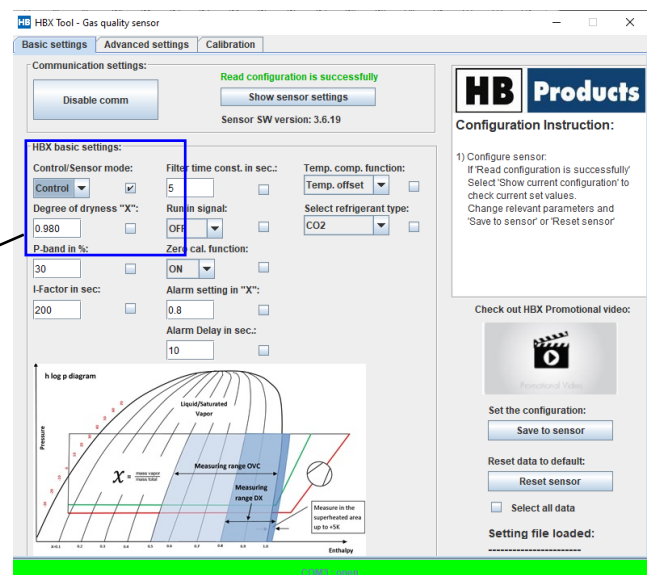 HB HBX Tool - Gas quality sensor
Basic settings Advanced settings Calibration
Communication settings:
Read configuration is successfully
Disable comm
Show sensor settings
Sensor SW version: 3.6.19
HBX basic settings:
Control/Sensor mode: Filter time const. in sec.: Temp. comp. function:
Control 5 Temp. offset
Degree of dryness "X": Run in signal: Select refrigerant type:
0.980 OFF CO2
P-band in %: Zero cal. function:
30 ON
I-Factor in sec: Alarm setting in "X":
200 0.8
Alarm Delay in sec.:
10
h log p diagram
Liquid/Saturated
Vapor
Pressure
X = mass vapor
mass total
Measuring range OVC
Measuring
range DX
Measure in the
superheated area
up to +5K
Enthalpy
HB Products
Configuration Instruction:
1) Configure sensor:
If 'Read configuration is successfully'
Select 'Show current configuration' to
check current set values.
Change relevant parameters and
'Save to sensor' or 'Reset sensor'
Check out HBX Promotional video:
Promotional Video
Set the configuration:
Save to sensor
Reset data to default:
Reset sensor
Select all data
Setting file loaded:
-----------------------